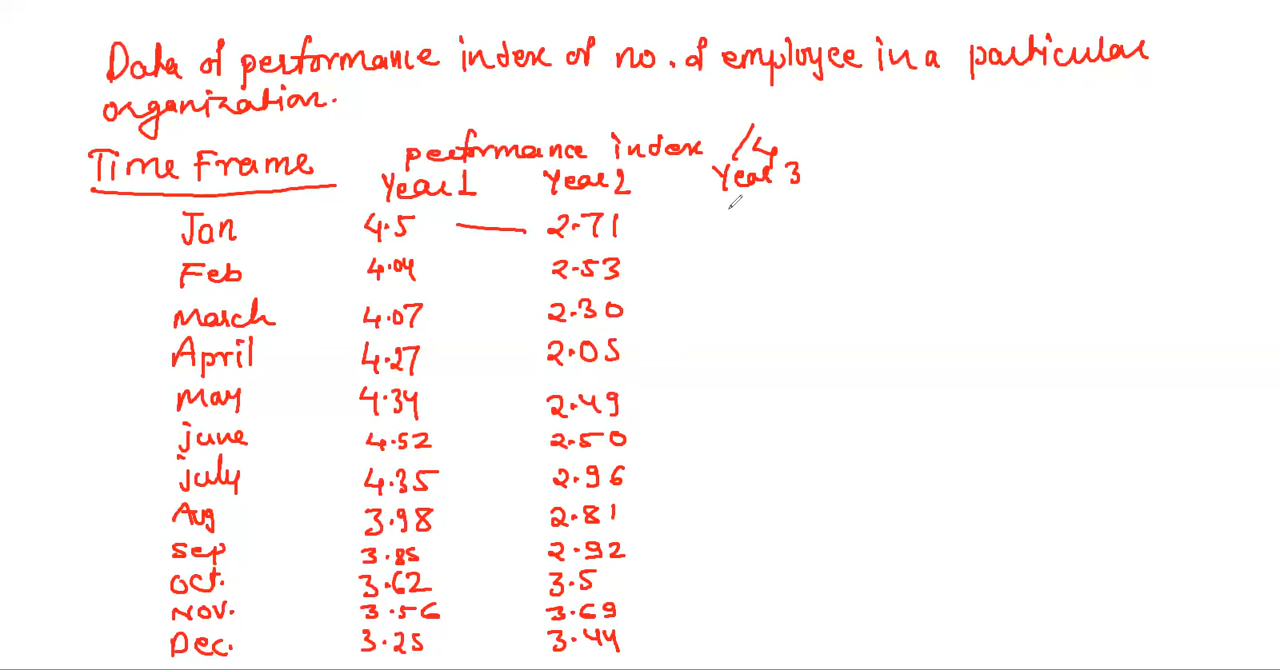 Data of performance index of no. of employee in a particular
organization.
Time Frame performance index /4
Year 1 Year 2 Year 3
Jan 4.5 2.71
Feb 4.04 2.53
March 4.07 2.30
April 4.27 2.05
May 4.34 2.49
june 4.52 2.50
july 4.35 2.96
Aug 3.98 2.81
Sep 3.85 2.92
Oct. 3.62 3.5
Nov. 3.56 3.69
Dec. 3.25 3.44